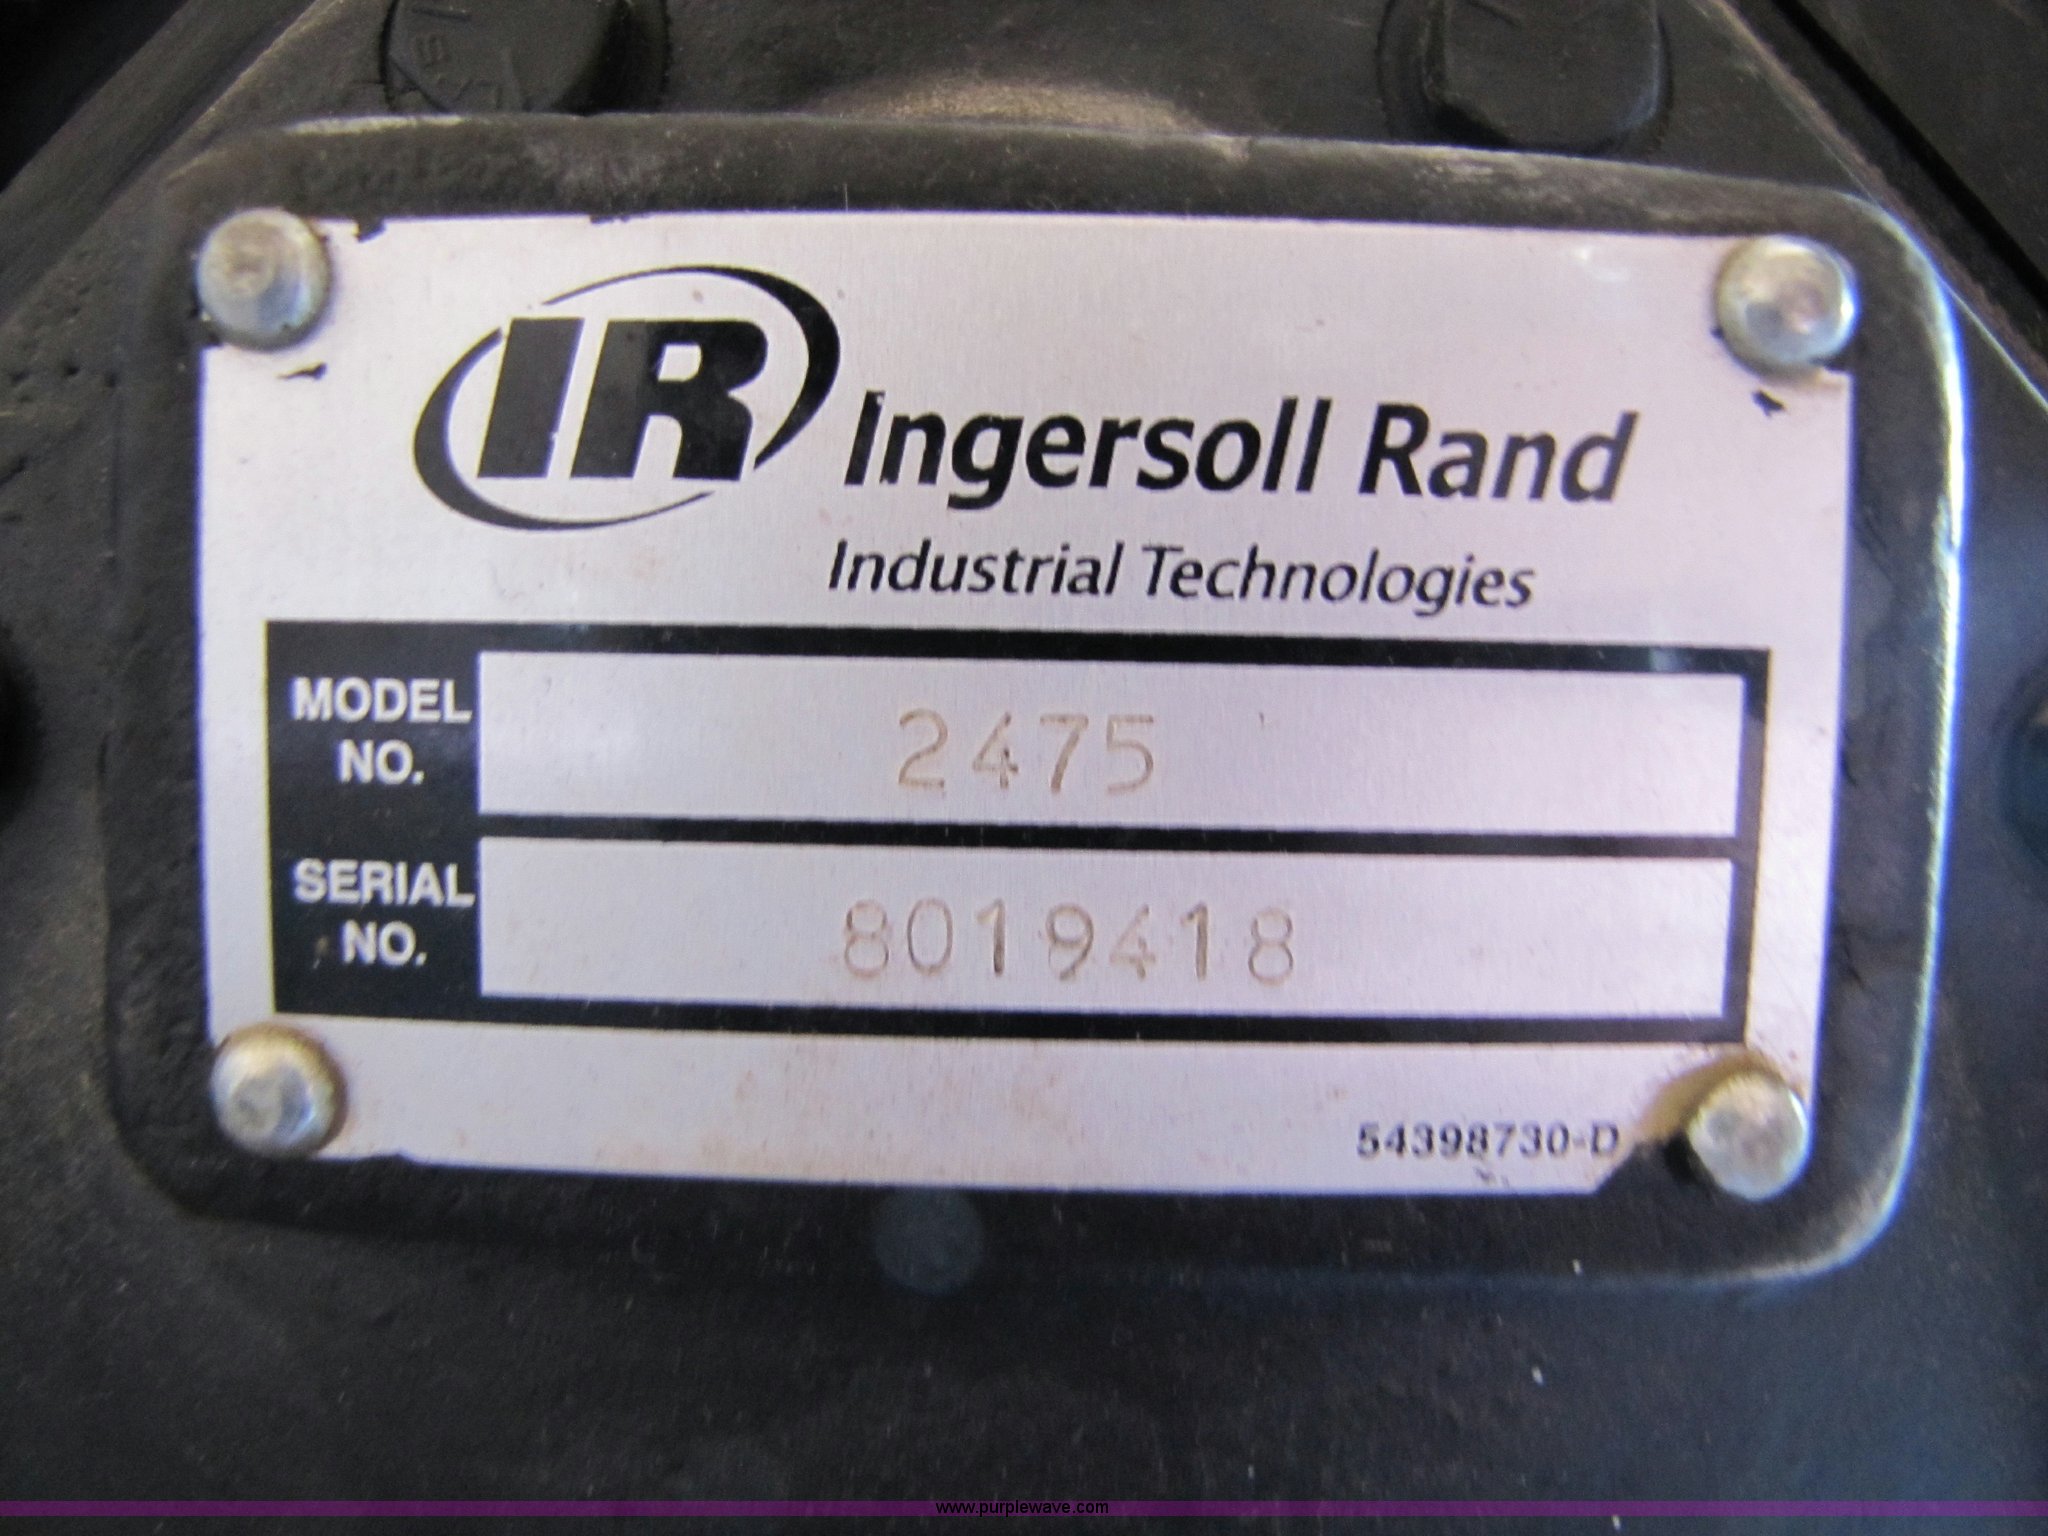 IR Ingersoll Rand
Industrial Technologies
MODEL NO. 2475
SERIAL NO. 8019418
54398730-D
www.purplewave.com